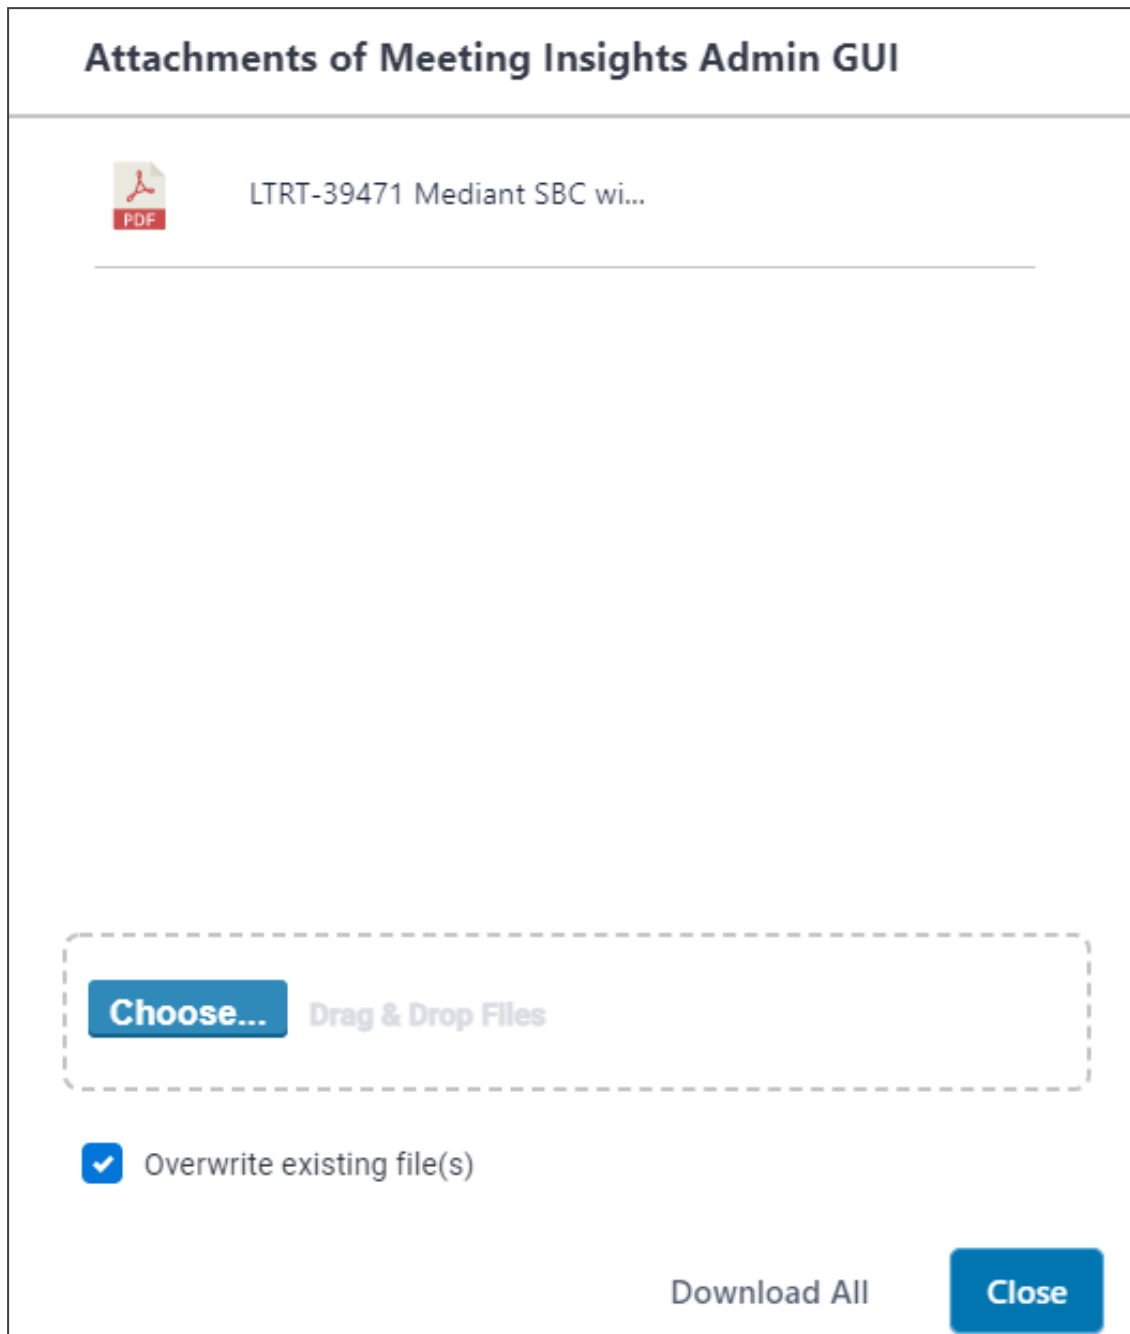 Attachments of Meeting Insights Admin GUI
PDF
LTRT-39471 Mediant SBC wi...
Choose...
Drag & Drop Files
Overwrite existing file(s)
Download All
Close